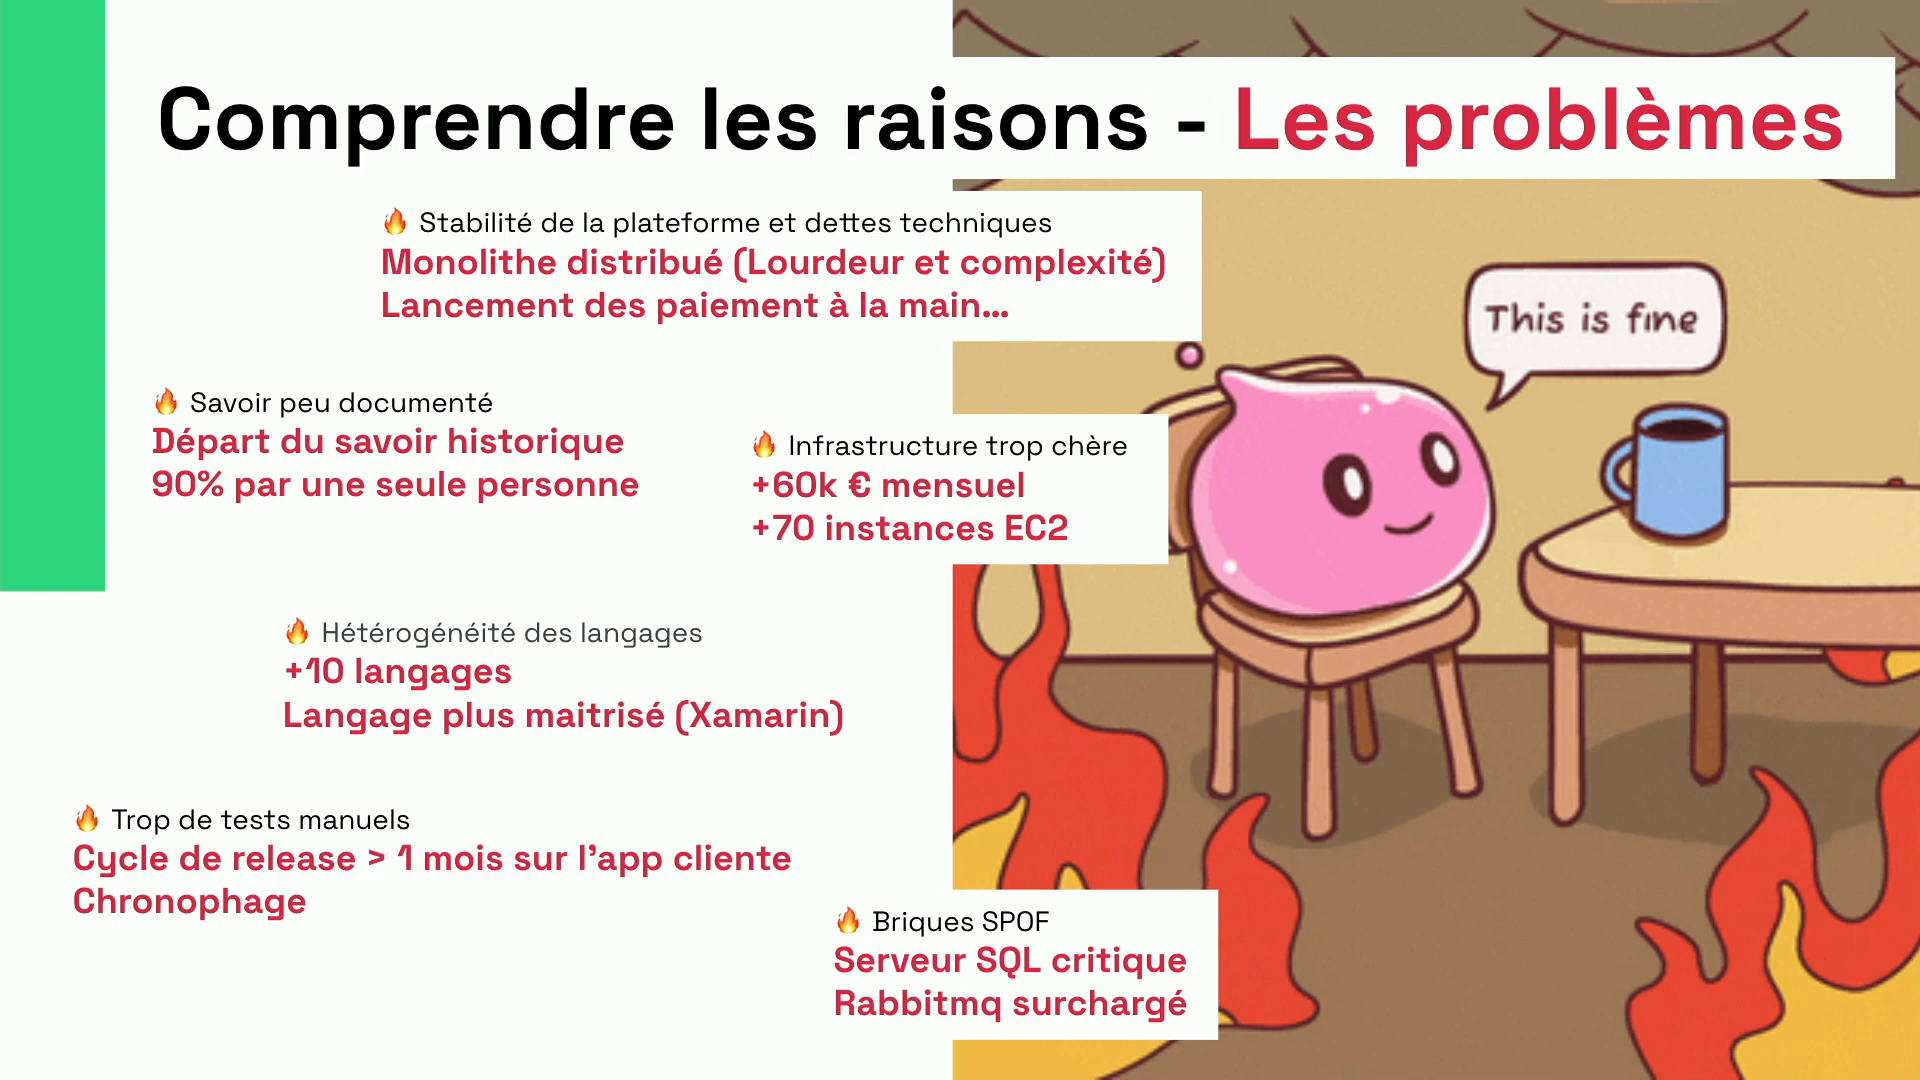 Comprendre les raisons - Les problèmes
🔥 Stabilité de la plateforme et dettes techniques
Monolithe distribué (Lourdeur et complexité)
Lancement des paiement à la main...
This is fine
🔥 Savoir peu documenté
Départ du savoir historique
90% par une seule personne
🔥 Infrastructure trop chère
+60k € mensuel
+70 instances EC2
🔥 Hétérogénéité des langages
+10 langages
Langage plus maitrisé (Xamarin)
🔥 Trop de tests manuels
Cycle de release > 1 mois sur l'app cliente
Chronophage
🔥 Briques SPOF
Serveur SQL critique
Rabbitmq surchargé